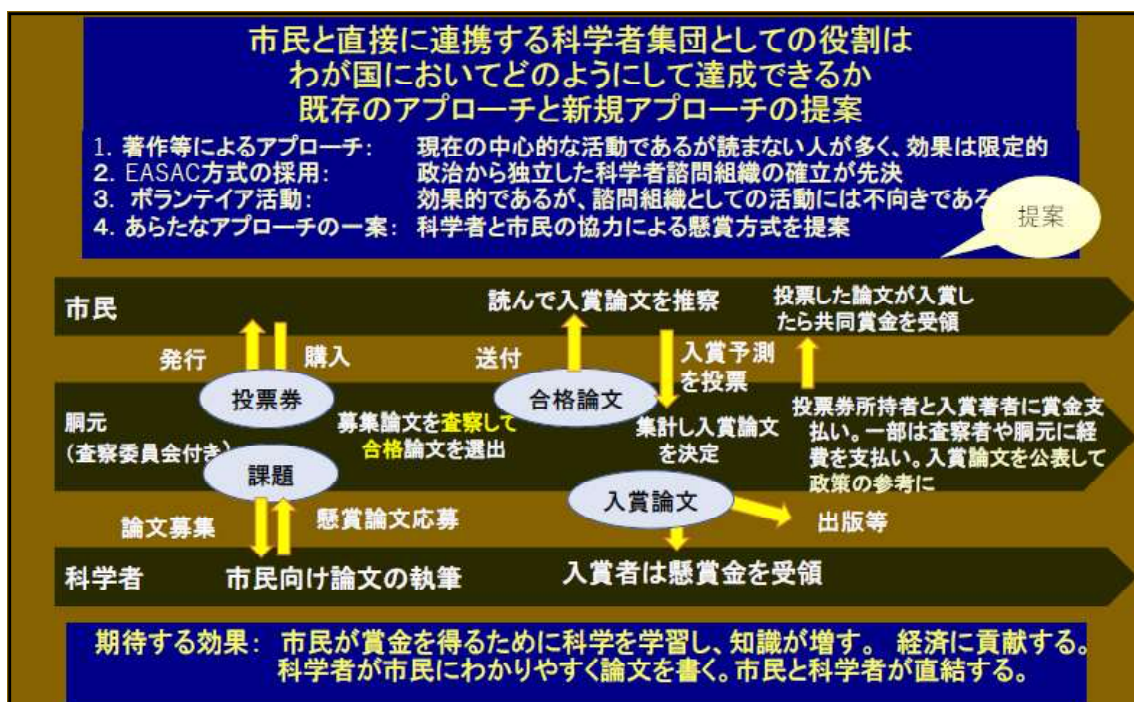 市民と直接に連携する科学者集団としての役割は
わが国においてどのようにして達成できるか
既存のアプローチと新規アプローチの提案
1. 著作等によるアプローチ： 現在の中心的な活動であるが読まない人が多く、効果は限定的
2. EASAC方式の採用： 政治から独立した科学者諮問組織の確立が先決
3. ボランテイア活動： 効果的であるが、諮問組織としての活動には不向きである
4. あらたなアプローチの一案： 科学者と市民の協力による懸賞方式を提案
提案
市民
読んで入賞論文を推察
投票した論文が入賞し
たら共同賞金を受領
発行
購入
送付
入賞予測
を投票
投票券
合格論文
胴元
(査察委員会付き)
募集論文を査察して
合格論文を選出
集計し入賞論文
を決定
投票券所持者と入賞著者に賞金支
払い。一部は査察者や胴元に経
費を支払い。入賞論文を公表して
政策の参考に
課題
入賞論文
論文募集
懸賞論文応募
出版等
科学者
市民向け論文の執筆
入賞者は懸賞金を受領
期待する効果： 市民が賞金を得るために科学を学習し、知識が増す。 経済に貢献する。
科学者が市民にわかりやすく論文を書く。市民と科学者が直結する。